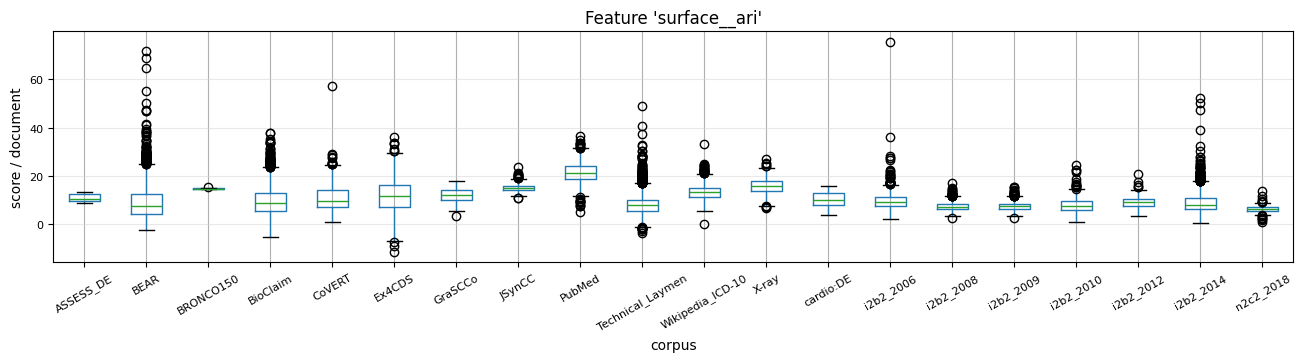 Feature 'surface__ari'
score / document
60
40
20
0
ASSESS_DE
BEAR
BRONCO150
BioClaim
CoVERT
Ex4CDS
GraSCCo
JSynCC
PubMed
Technical_Laymen
Wikipedia_ICD-10
X-ray
cardio:DE
i2b2_2006
i2b2_2008
i2b2_2009
i2b2_2010
i2b2_2012
i2b2_2014
n2c2_2018
corpus